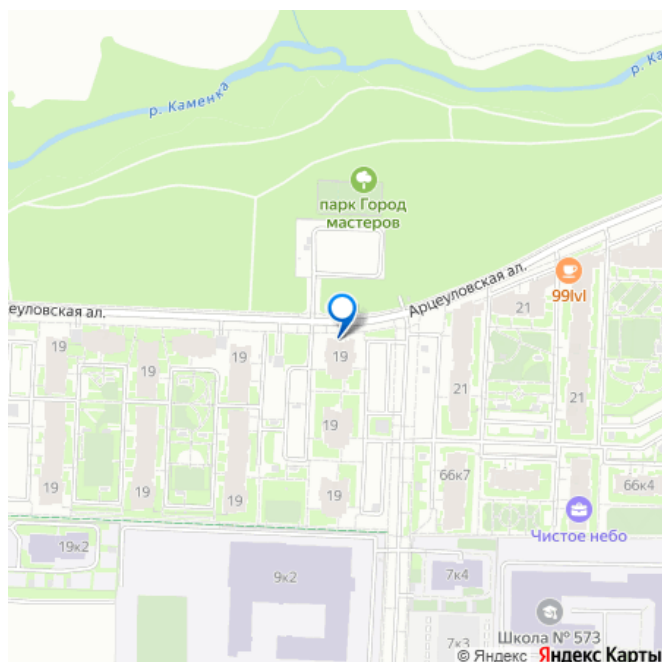 р. Каменка
р. Ка
парк Город
мастеров
Арцеуловская ал.
99lvl
еуловская ал.
19
19
19
21
19
21
21
19
66к7
66к4
19
19
19
19
Чистое небо
19к2
9к2
7к4
Школа № 573
7к3
© Яндекс Яндекс Карты